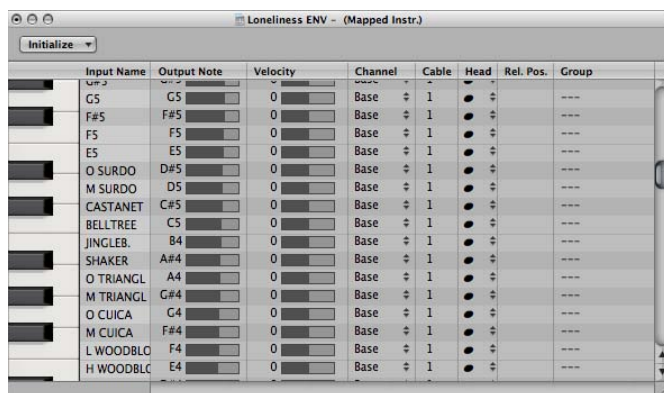 Loneliness ENV - (Mapped Instr.)
Initialize
Input Name Output Note Velocity Channel Cable Head Rel. Pos. Group
G5 G5 0 Base 1 ---
F#5 F#5 0 Base 1 ---
F5 F5 0 Base 1 ---
E5 E5 0 Base 1 ---
O SURDO D#5 0 Base 1 ---
M SURDO D5 0 Base 1 ---
CASTANET C#5 0 Base 1 ---
BELLTREE C5 0 Base 1 ---
JINGLEB. B4 0 Base 1 ---
SHAKER A#4 0 Base 1 ---
O TRIANGL A4 0 Base 1 ---
M TRIANGL G#4 0 Base 1 ---
O CUICA G4 0 Base 1 ---
M CUICA F#4 0 Base 1 ---
L WOODBLO F4 0 Base 1 ---
H WOODBLC E4 0 Base 1 ---